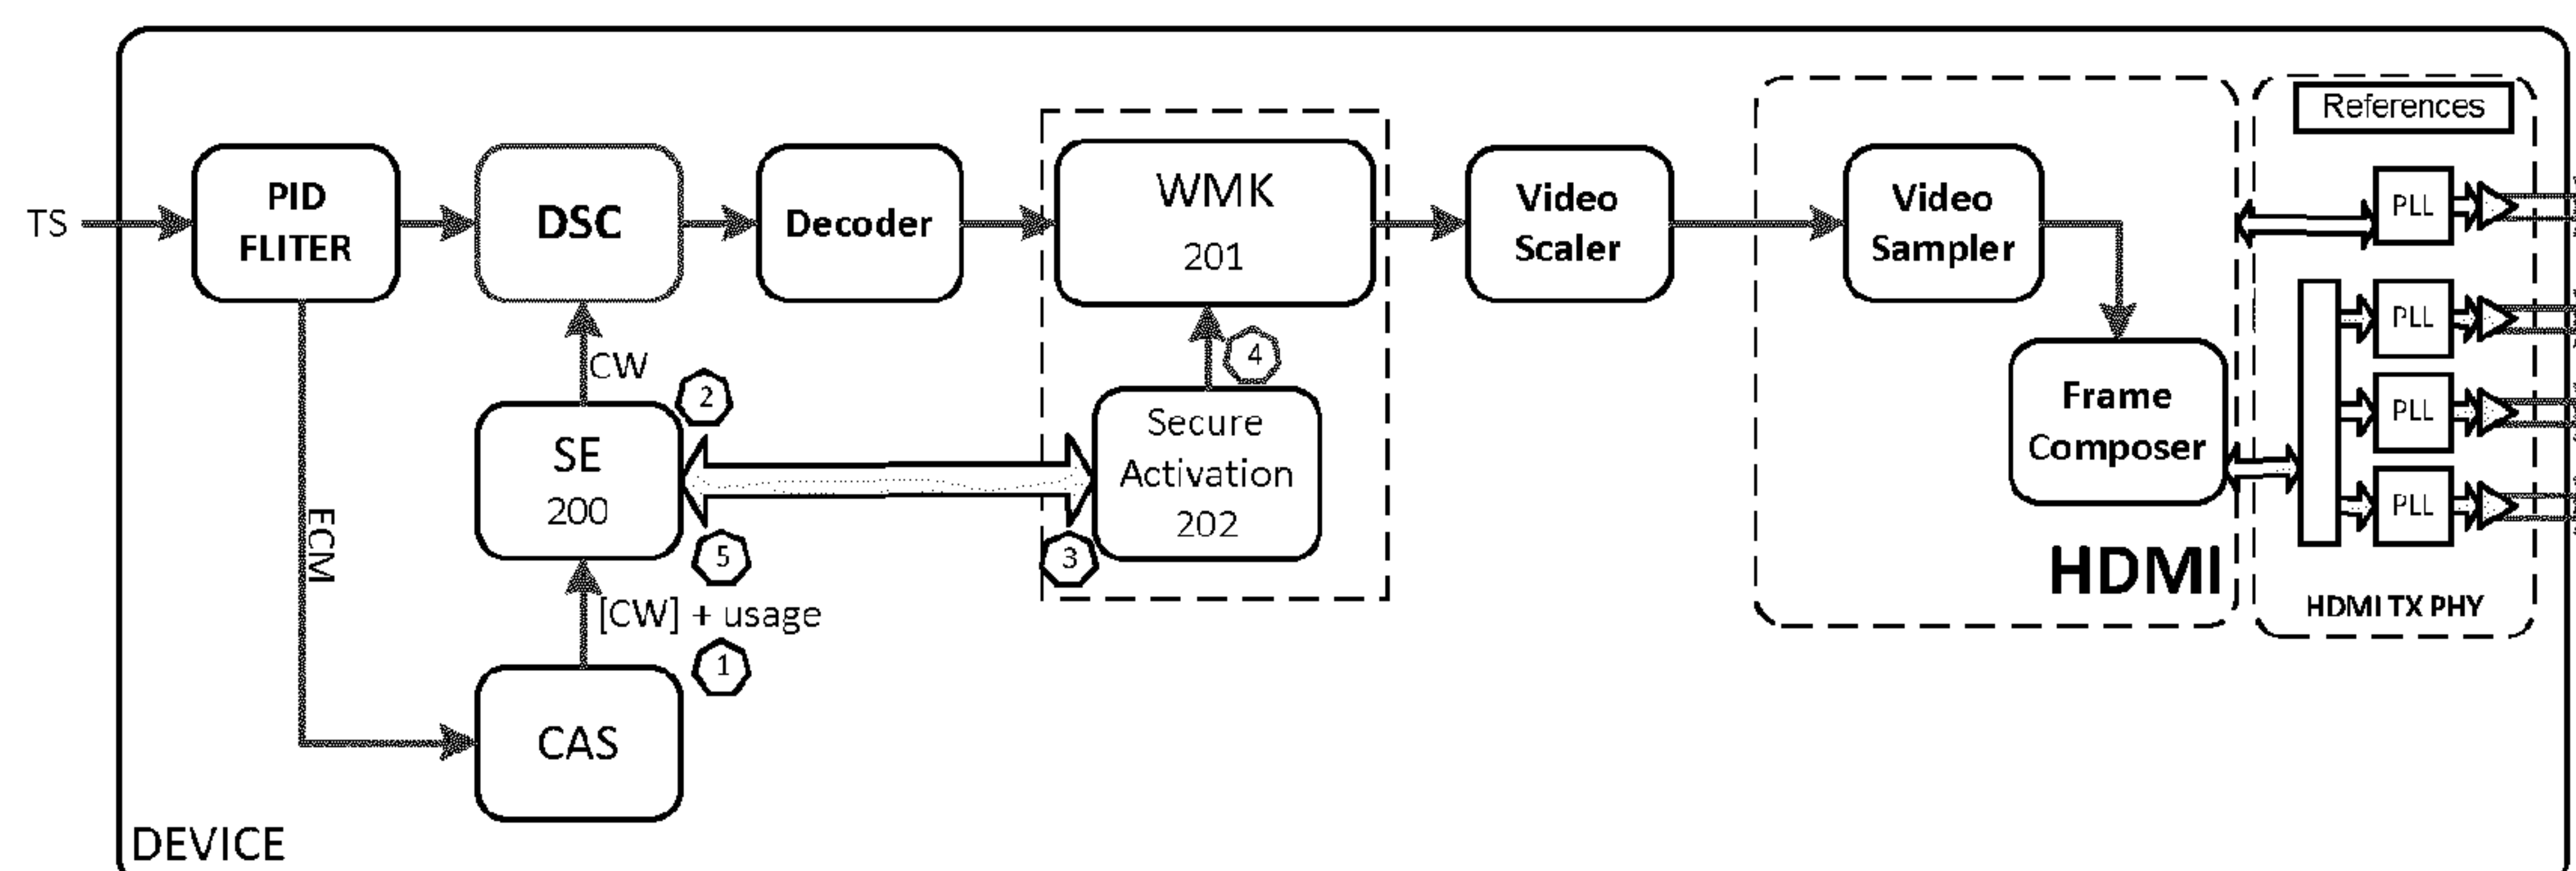 References
TS
PID
FLITER
DSC
Decoder
WMK
201
Video
Scaler
Video
Sampler
PLL
PLL
PLL
PLL
CW
4
2
SE
200
Secure
Activation
202
Frame
Composer
ECM
5
3
HDMI
HDMI TX PHY
[CW] + usage
1
CAS
DEVICE